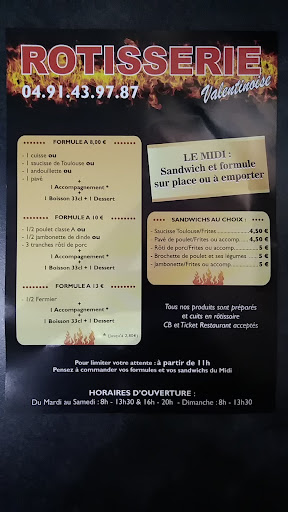 ROTISSERIE
Valentinoise
04.91.43.97.87
FORMULE A 8,00 €
- 1 cuisse ou
- 1 saucisse de Toulouse ou
- 1 andouillette ou
- 1 pavé
+
1 Accompagnement *
+
1 Boisson 33cl + 1 Dessert
FORMULE A 10 €
- 1/2 poulet classe A ou
- 1/2 jambonette de dinde ou
- 3 tranches rôti de porc
+
1 Accompagnement *
+
1 Boisson 33cl + 1 Dessert
FORMULE A 12 €
- 1/2 Fermier
+
1 Accompagnement *
+
1 Boisson 33cl + 1 Dessert
LE MIDI :
Sandwich et formule
sur place ou à emporter
SANDWICHS AU CHOIX :
- Saucisse Toulouse/Frites 4,50 €
- Pavé de poulet/Frites ou accomp. 4,50 €
- Rôti de porc/Frites ou accomp. 5 €
- Brochette de poulet et ses légumes 5 €
- Jambonette/Frites ou accomp. 5 €
Tous nos produits sont préparés
et cuits en rôtissoire
CB et Ticket Restaurant acceptés
Pour limiter votre attente : à partir de 11h
Pensez à commander vos formules et vos sandwichs du Midi
HORAIRES D'OUVERTURE :
Du Mardi au Samedi : 8h - 13h30 & 16h - 20h - Dimanche : 8h - 13h30